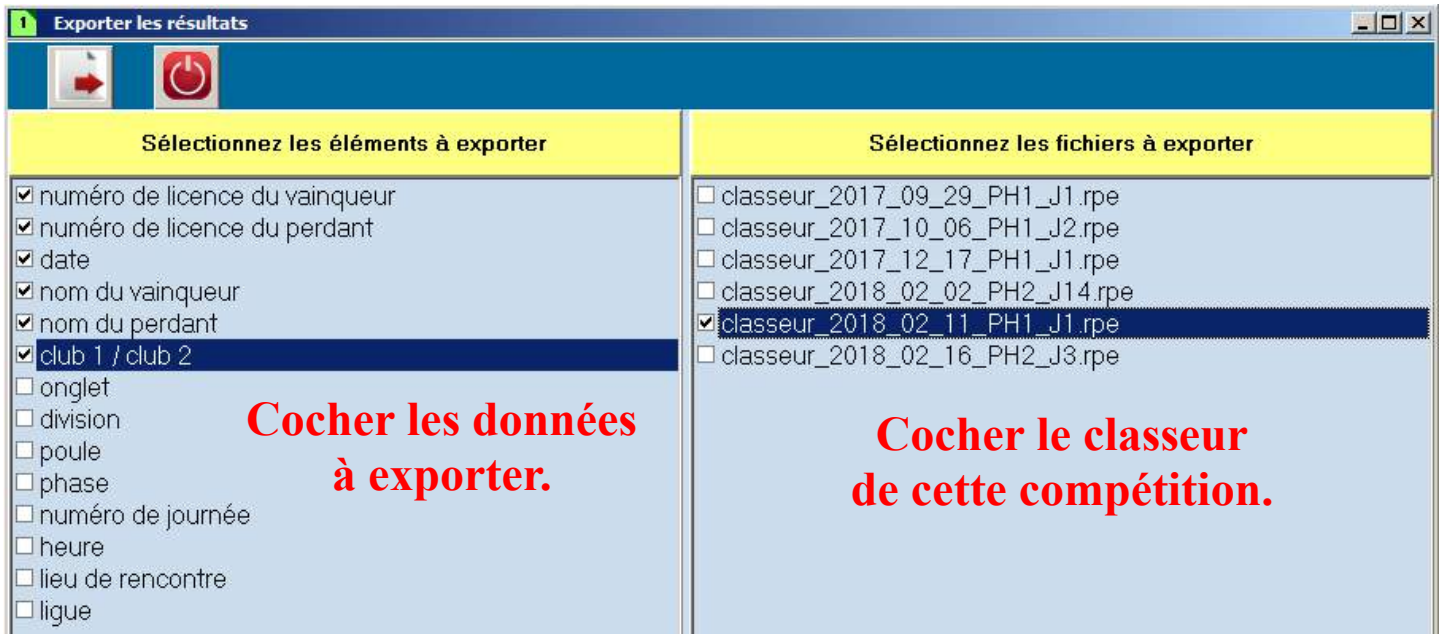 1 Exporter les résultats
Sélectionnez les éléments à exporter
Sélectionnez les fichiers à exporter
numéro de licence du vainqueur
numéro de licence du perdant
date
nom du vainqueur
nom du perdant
club 1 / club 2
onglet
division
poule
phase
numéro de journée
heure
lieu de rencontre
ligue
Cocher les données
à exporter.
classeur_2017_09_29_PH1_J1.rpe
classeur_2017_10_06_PH1_J2.rpe
classeur_2017_12_17_PH1_J1.rpe
classeur_2018_02_02_PH2_J14.rpe
classeur_2018_02_11_PH1_J1.rpe
classeur_2018_02_16_PH2_J3.rpe
Cocher le classeur
de cette compétition.